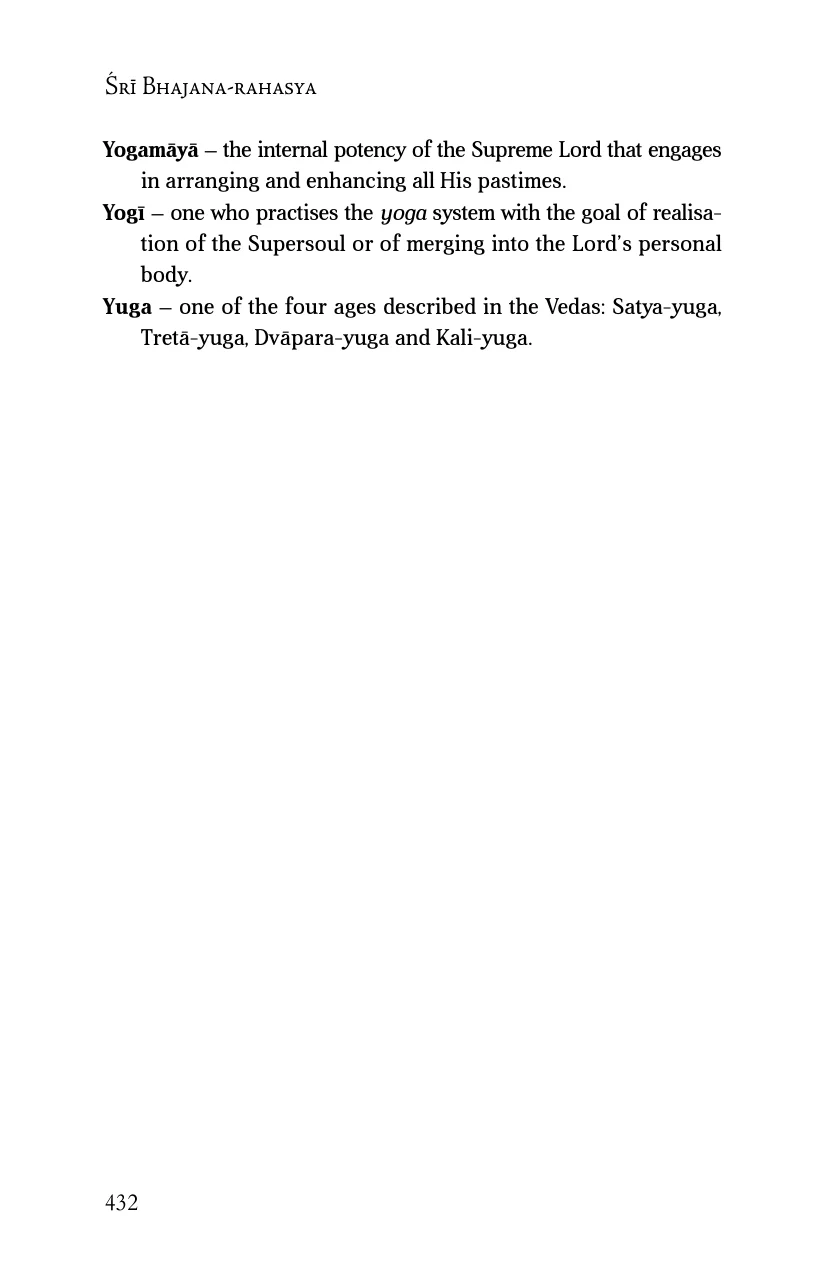 Śrī Bhajana-rahasya
Yogamāyā – the internal potency of the Supreme Lord that engages
in arranging and enhancing all His pastimes.
Yogī – one who practises the yoga system with the goal of realisa-
tion of the Supersoul or of merging into the Lord’s personal
body.
Yuga – one of the four ages described in the Vedas: Satya-yuga,
Tretā-yuga, Dvāpara-yuga and Kali-yuga.
432